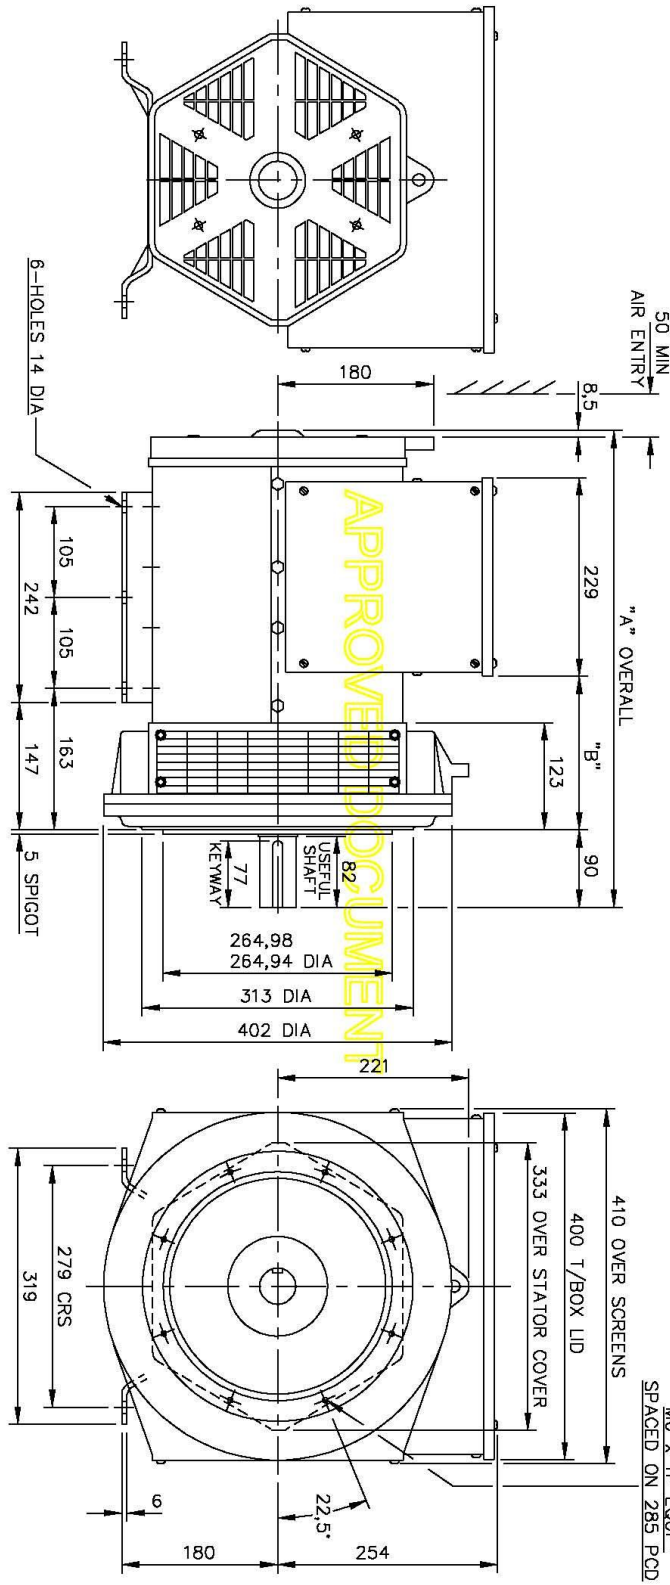 50 MIN
AIR ENTRY
180
8,5
6-HOLES 14 DIA
"A" OVERALL
229
"B"
105
105
242
163
147
123
90
5 SPIGOT
82
USEFUL
SHAFT
77
KEYWAY
264,98
264,94 DIA
313 DIA
402 DIA
APPROVED DOCUMENT
221
410 OVER SCREENS
400 T/BOX LID
333 OVER STATOR COVER
279 CRS
319
SPACED ON 285 PCD
22,5°
6
180
254